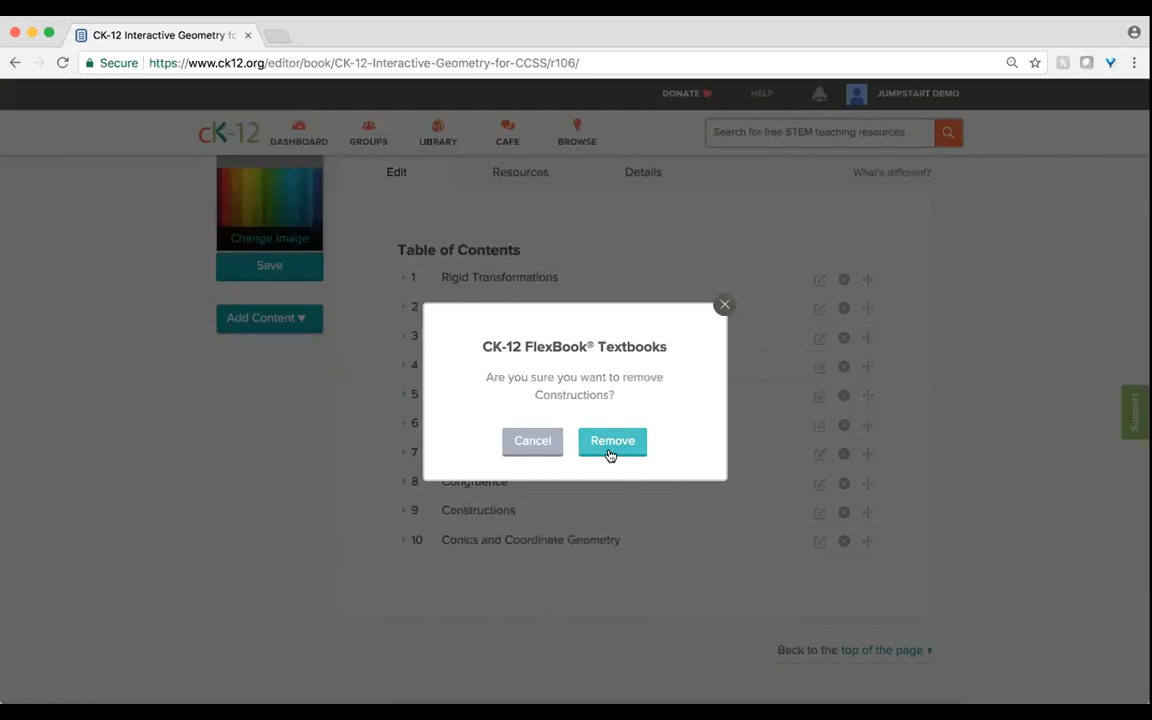 CK-12 Interactive Geometry fo
Secure https://www.ck12.org/editor/book/CK-12-Interactive-Geometry-for-CCSS/r106/
DONATE HELP JUMPSTART DEMO
cK-12 DASHBOARD GROUPS LIBRARY CAFE BROWSE Search for free STEM teaching resources
Edit Resources Details What's different?
Change Image
Save
Add Content
Table of Contents
1 Rigid Transformations
2
3
4
5
6
7
8 Congruence
9 Constructions
10 Conics and Coordinate Geometry
CK-12 FlexBook® Textbooks
Are you sure you want to remove
Constructions?
Cancel Remove
Support
Back to the top of the page